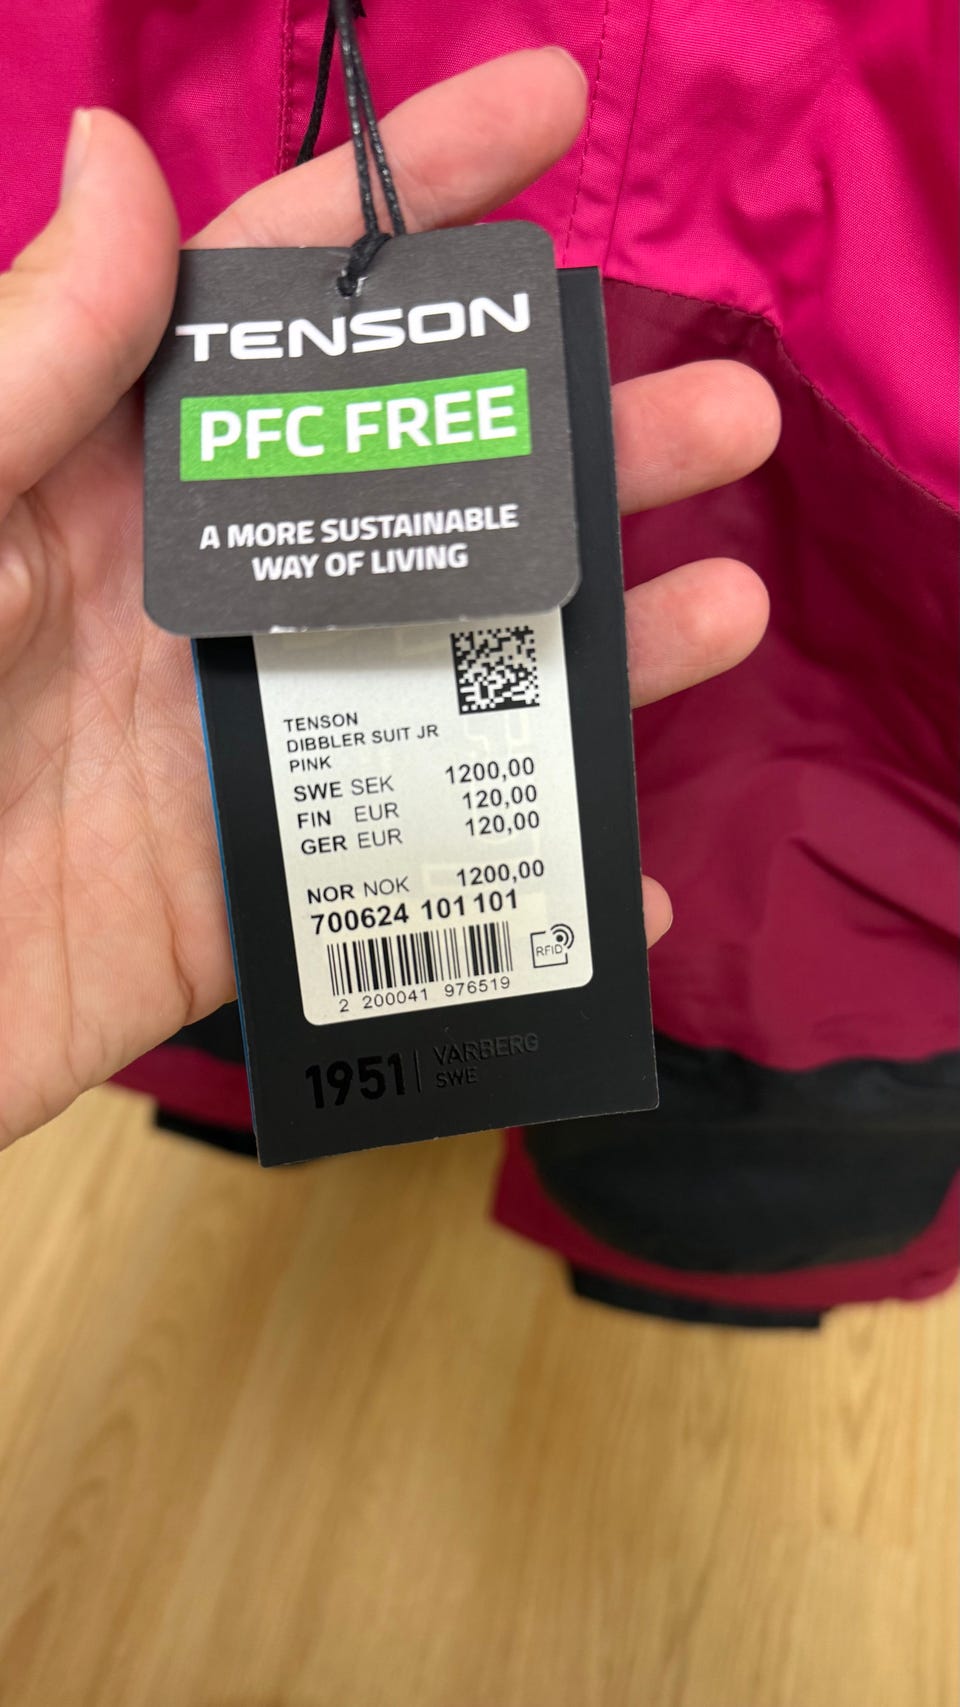 TENSON
PFC FREE
A MORE SUSTAINABLE
WAY OF LIVING
TENSON
DIBBLER SUIT JR
PINK
SWE SEK 1200,00
FIN EUR 120,00
GER EUR 120,00
NOR NOK 1200,00
700624 101 101
RFID
2 200041 976519
1951 | VARBERG
SWE